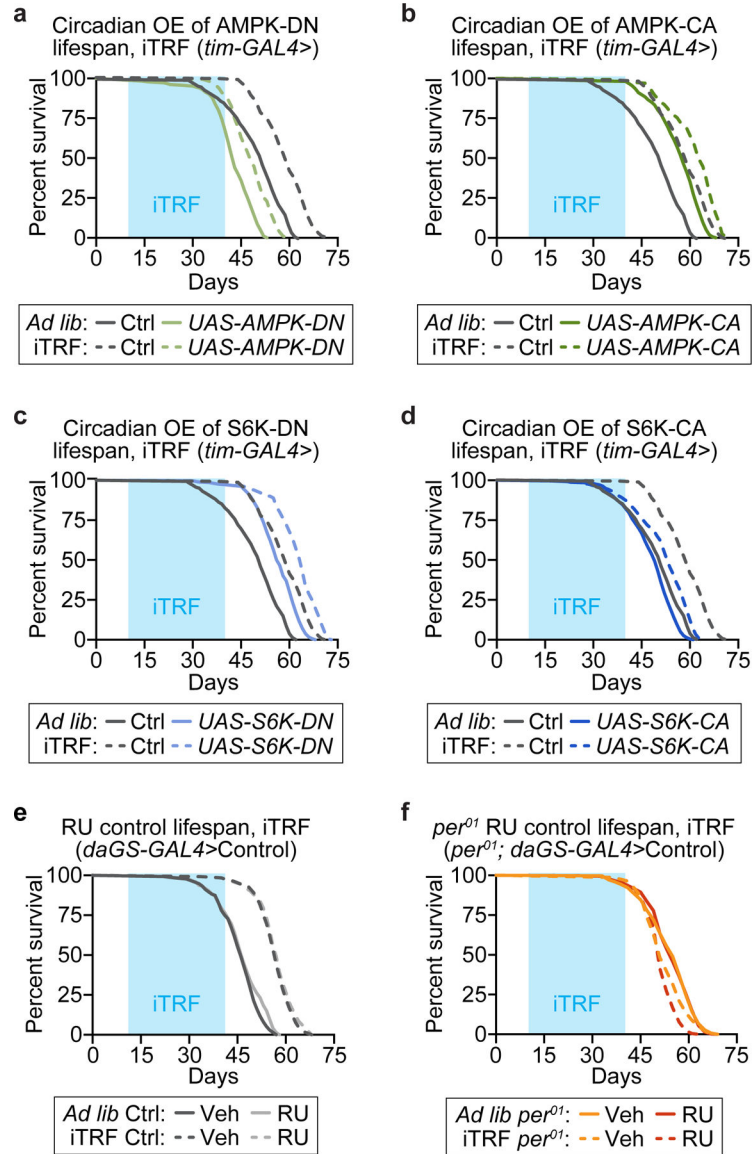 a
Circadian OE of AMPK-DN
lifespan, iTRF (tim-GAL4>)
Percent survival
100
75
50
25
0
iTRF
0 15 30 45 60 75
Days
Ad lib: Ctrl UAS-AMPK-DN
iTRF: Ctrl UAS-AMPK-DN
b
Circadian OE of AMPK-CA
lifespan, iTRF (tim-GAL4>)
Percent survival
100
75
50
25
0
iTRF
0 15 30 45 60 75
Days
Ad lib: Ctrl UAS-AMPK-CA
iTRF: Ctrl UAS-AMPK-CA
c
Circadian OE of S6K-DN
lifespan, iTRF (tim-GAL4>)
Percent survival
100
75
50
25
0
iTRF
0 15 30 45 60 75
Days
Ad lib: Ctrl UAS-S6K-DN
iTRF: Ctrl UAS-S6K-DN
d
Circadian OE of S6K-CA
lifespan, iTRF (tim-GAL4>)
Percent survival
100
75
50
25
0
iTRF
0 15 30 45 60 75
Days
Ad lib: Ctrl UAS-S6K-CA
iTRF: Ctrl UAS-S6K-CA
e
RU control lifespan, iTRF
(daGS-GAL4>Control)
Percent survival
100
75
50
25
0
iTRF
0 15 30 45 60 75
Days
Ad lib Ctrl: Veh RU
iTRF Ctrl: Veh RU
f
per⁰¹ RU control lifespan, iTRF
(per⁰¹; daGS-GAL4>Control)
Percent survival
100
75
50
25
0
iTRF
0 15 30 45 60 75
Days
Ad lib per⁰¹: Veh RU
iTRF per⁰¹: Veh RU